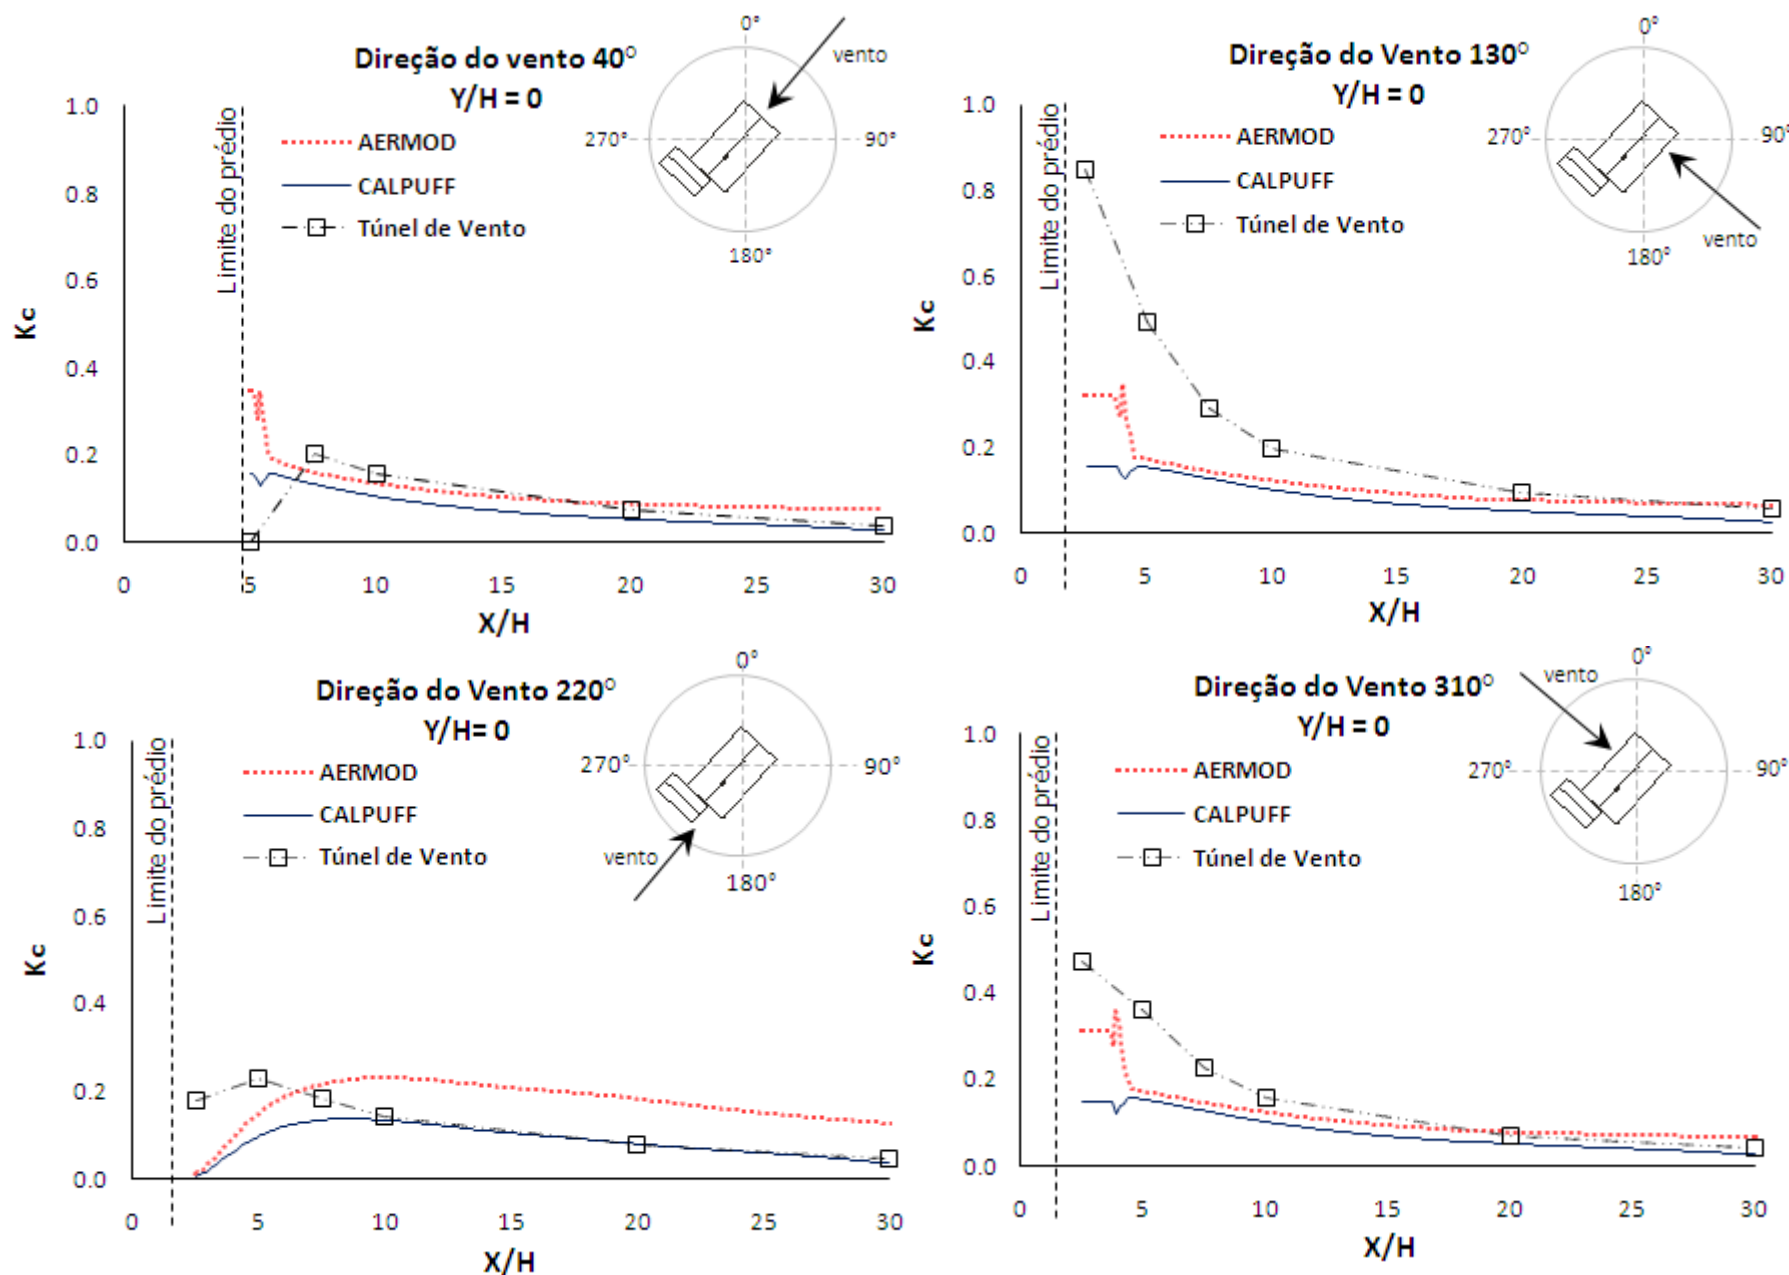 Direção do vento 40º
Y/H = 0
AERMOD
CALPUFF
Túnel de Vento
Limite do prédio
0°
90°
180°
270°
vento
1.0
0.8
0.6
0.4
0.2
0.0
Kc
0 5 10 15 20 25 30
X/H
Direção do Vento 130º
Y/H = 0
AERMOD
CALPUFF
Túnel de Vento
Limite do prédio
0°
90°
180°
270°
vento
1.0
0.8
0.6
0.4
0.2
0.0
Kc
0 5 10 15 20 25 30
X/H
Direção do Vento 220º
Y/H= 0
AERMOD
CALPUFF
Túnel de Vento
Limite do prédio
0°
90°
180°
270°
vento
1.0
0.8
0.6
0.4
0.2
0.0
Kc
0 5 10 15 20 25 30
X/H
Direção do Vento 310º
Y/H = 0
AERMOD
CALPUFF
Túnel de Vento
Limite do prédio
0°
90°
180°
270°
vento
1.0
0.8
0.6
0.4
0.2
0.0
Kc
0 5 10 15 20 25 30
X/H